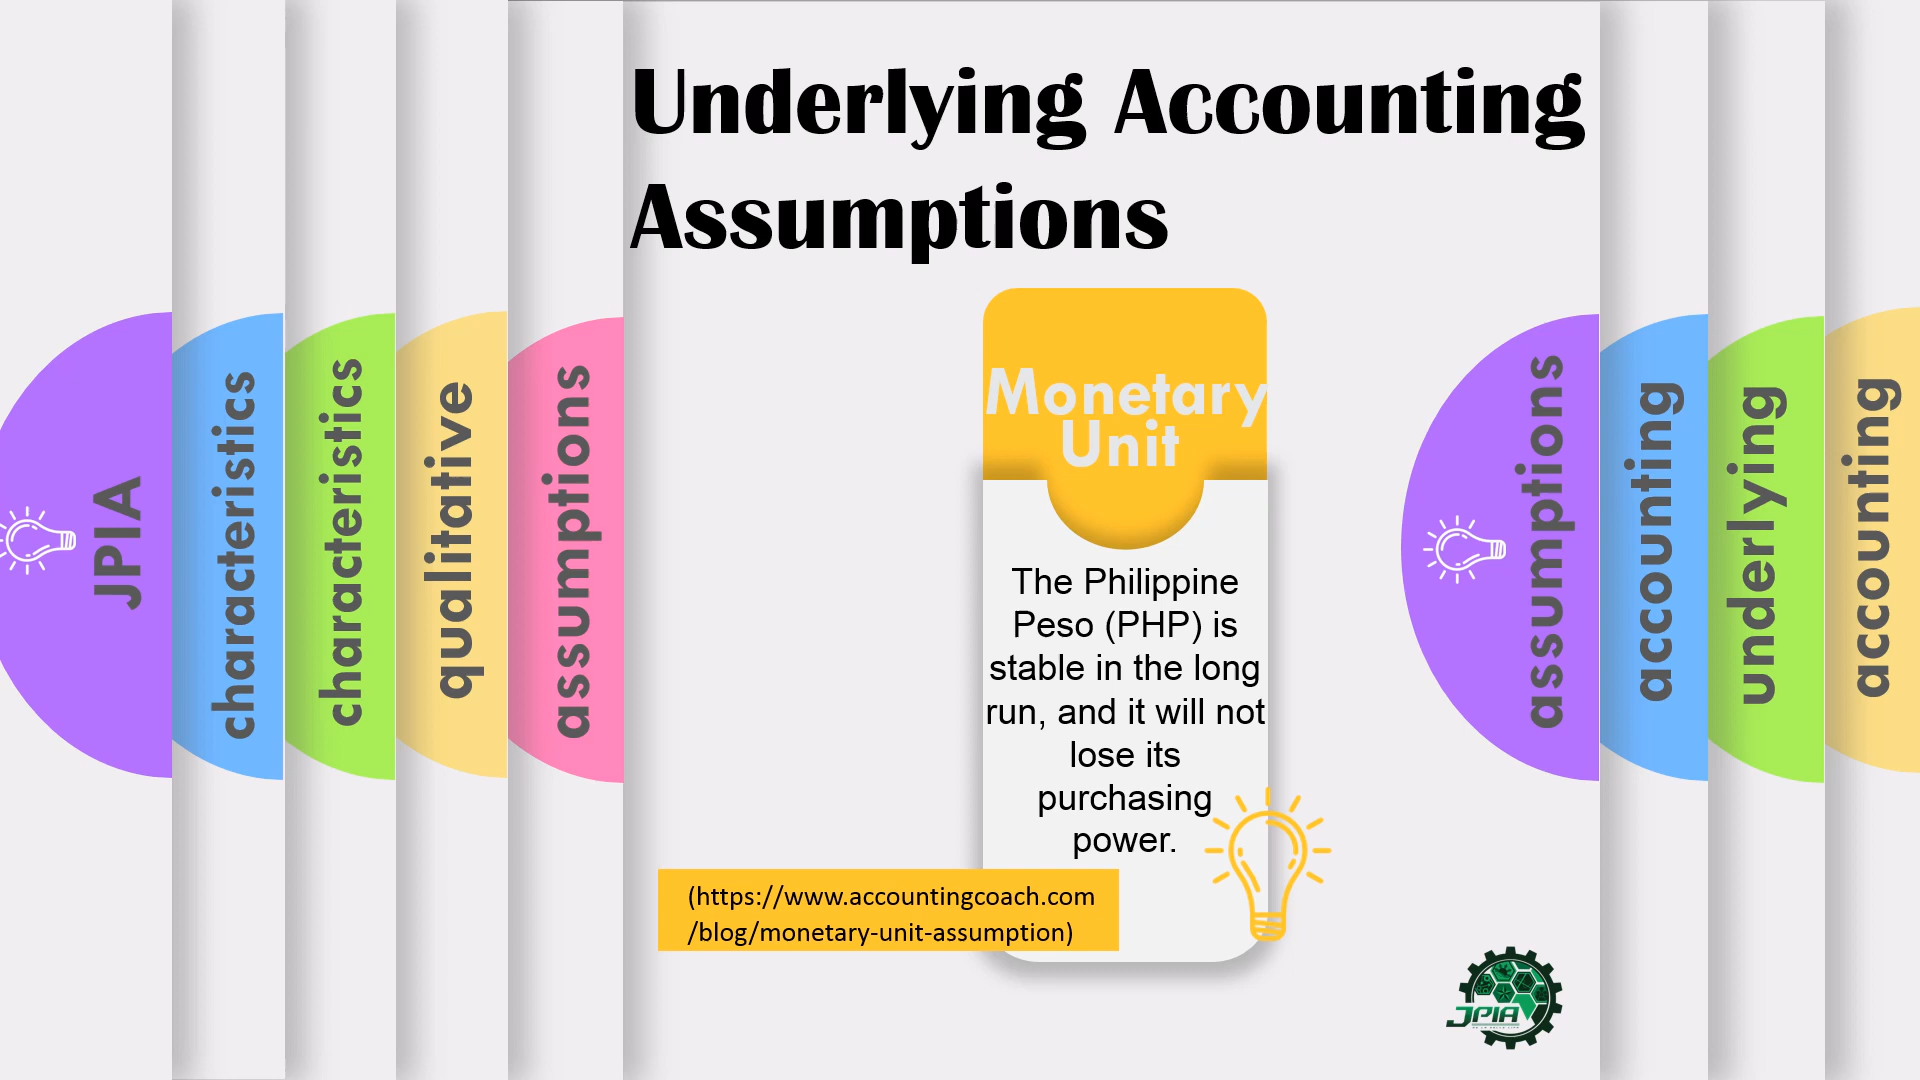 Underlying Accounting
Assumptions
JPIA
characteristics
characteristics
qualitative
assumptions
Monetary
Unit
The Philippine
Peso (PHP) is
stable in the long
run, and it will not
lose its
purchasing
power.
(https://www.accountingcoach.com
/blog/monetary-unit-assumption)
assumptions
accounting
underlying
accounting
JPIA